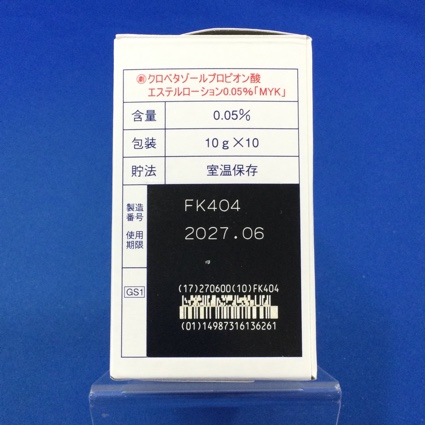 劇 クロベタゾールプロピオン酸
エステルローション0.05%「MYK」
含量 0.05%
包装 10g×10
貯法 室温保存
製造番号 FK404
使用期限 2027.06
GS1
(17)270600(10)FK404
(01)14987316136261